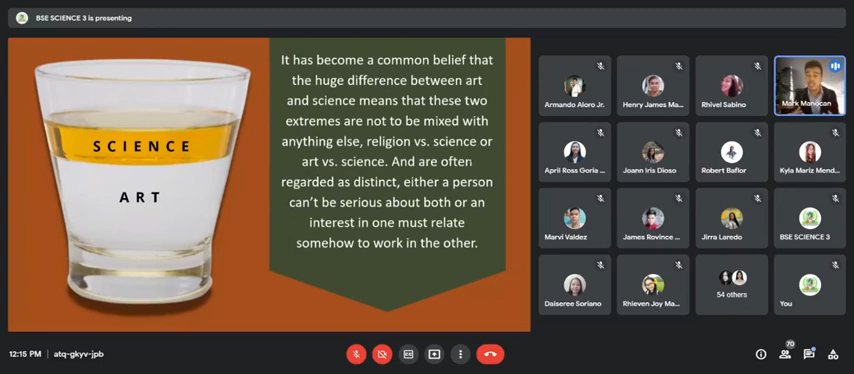 BSE SCIENCE 3 is presenting
SCIENCE
ART
It has become a common belief that
the huge difference between art
and science means that these two
extremes are not to be mixed with
anything else, religion vs. science or
art vs. science. And are often
regarded as distinct, either a person
can't be serious about both or an
interest in one must relate
somehow to work in the other.
Armando Aloro Jr.
Henry James Ma...
Rhivel Sabino
Mark Manocan
April Ross Goria ...
Joann Iris Dioso
Robert Baflor
Kyla Mariz Mend...
Marvi Valdez
James Rovince ...
Jirra Laredo
BSE SCIENCE 3
Daiseree Soriano
Rhieven Joy Ma...
54 others
You
12:15 PM | atq-gkyv-jpb
70